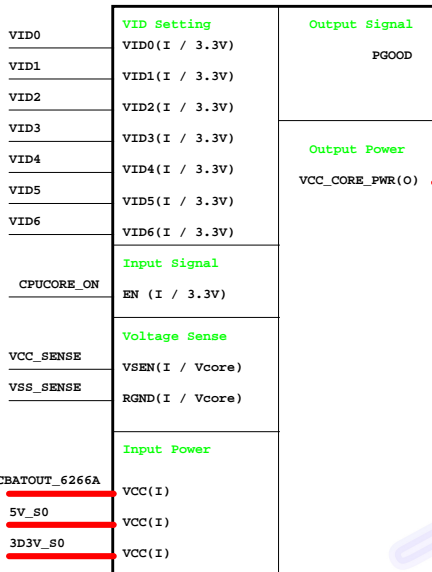 VID Setting
Output Signal
VID0
VID0(I / 3.3V)
PGOOD
VID1
VID1(I / 3.3V)
VID2
VID2(I / 3.3V)
VID3
VID3(I / 3.3V)
Output Power
VID4
VID4(I / 3.3V)
VCC_CORE_PWR(O)
VID5
VID5(I / 3.3V)
VID6
VID6(I / 3.3V)
Input Signal
CPUCORE_ON
EN (I / 3.3V)
Voltage Sense
VCC_SENSE
VSEN(I / Vcore)
VSS_SENSE
RGND(I / Vcore)
Input Power
CBATOUT_6266A
VCC(I)
5V_S0
VCC(I)
3D3V_S0
VCC(I)